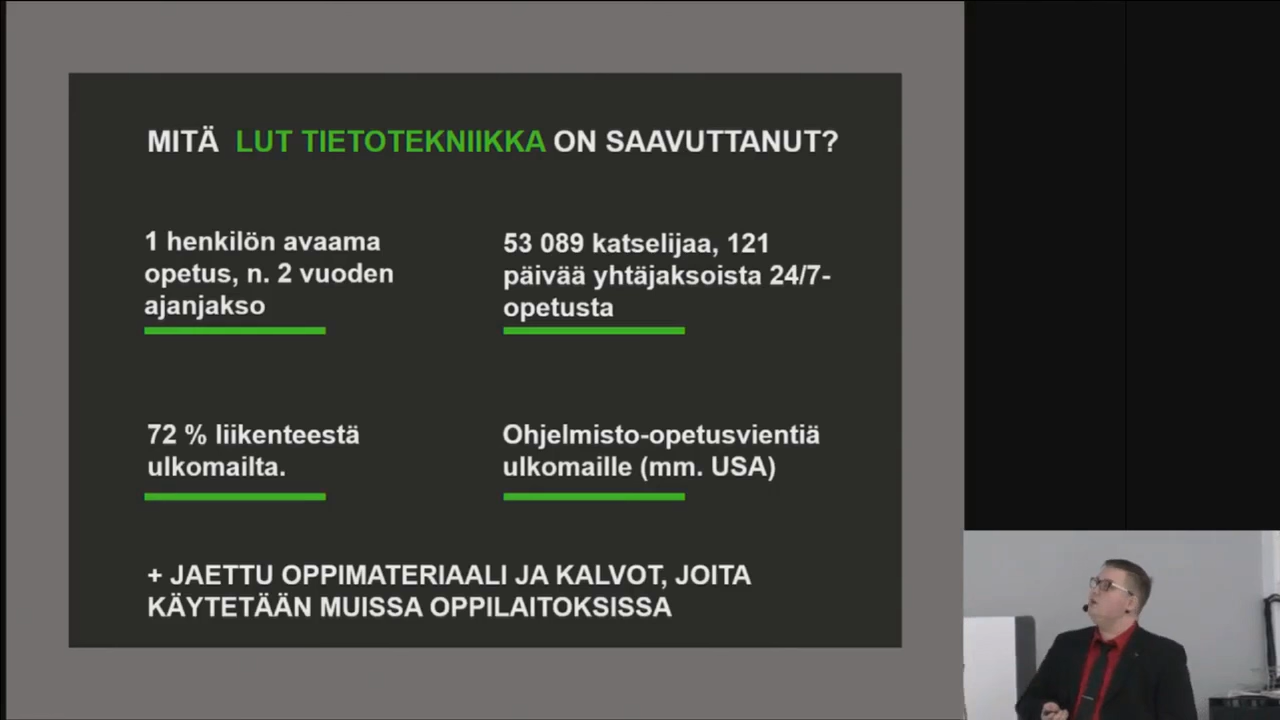 MITÄ LUT TIETOTEKNIIKKA ON SAAVUTTANUT?
1 henkilön avaama
opetus, n. 2 vuoden
ajanjakso
53 089 katselijaa, 121
päivää yhtäjaksoista 24/7-
opetusta
72 % liikenteestä
ulkomailta.
Ohjelmisto-opetusvientiä
ulkomaille (mm. USA)
+ JAETTU OPPIMATERIAALI JA KALVOT, JOITA
KÄYTETÄÄN MUISSA OPPILAITOKSISSA